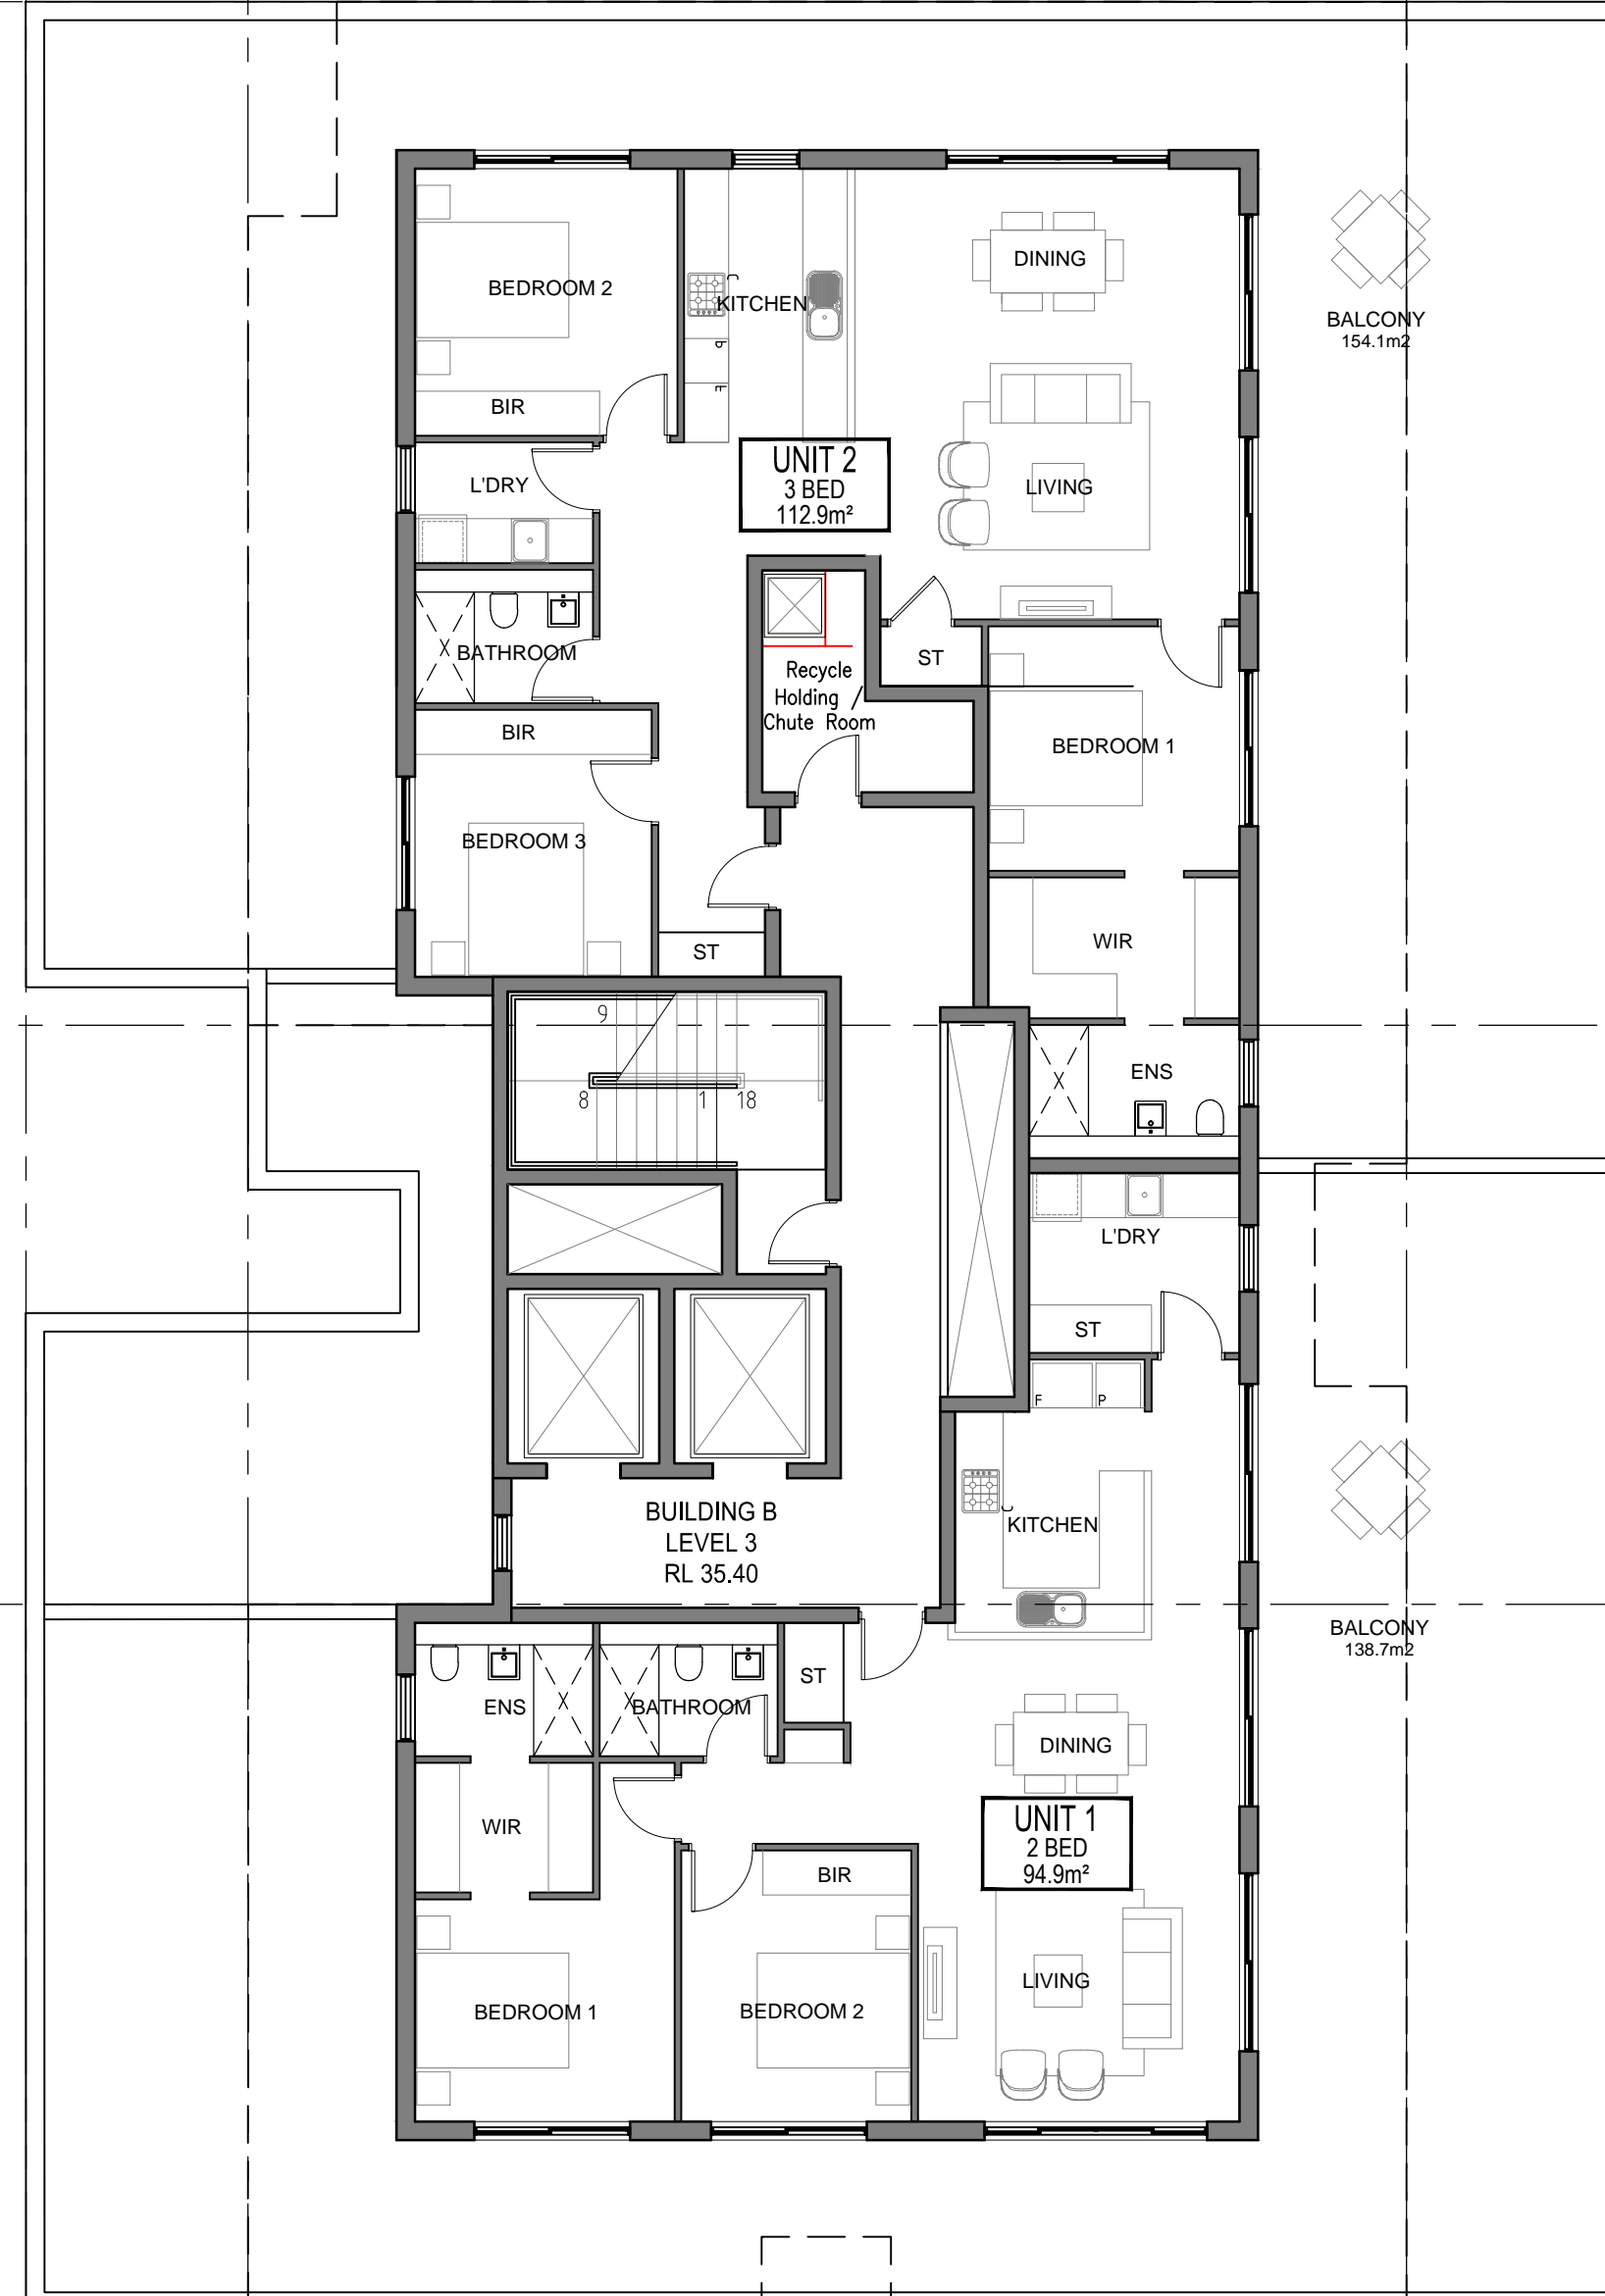 BEDROOM 2
DINING
KITCHEN
C
P
F
BALCONY
154.1m2
BIR
UNIT 2
3 BED
112.9m²
L'DRY
LIVING
BATHROOM
ST
Recycle
Holding /
Chute Room
BIR
BEDROOM 1
BEDROOM 3
WIR
ST
9
8
1
18
ENS
L'DRY
ST
F
P
C
KITCHEN
BUILDING B
LEVEL 3
RL 35.40
BALCONY
138.7m2
ENS
BATHROOM
ST
DINING
WIR
UNIT 1
2 BED
94.9m²
BIR
LIVING
BEDROOM 1
BEDROOM 2